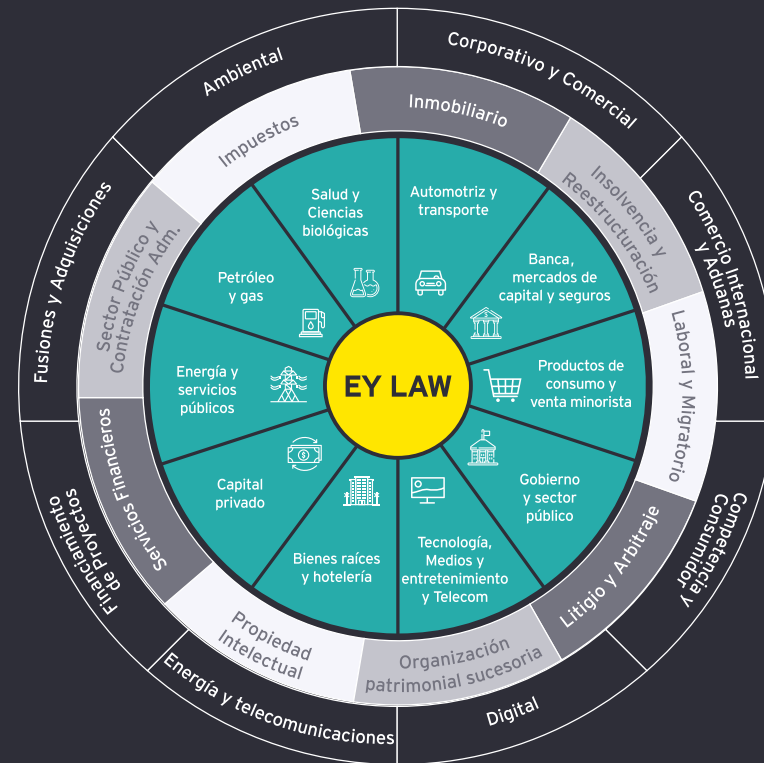 Ambiental
Corporativo y Comercial
Comercio Internacional
y Aduanas
Competencia y
Consumidor
Digital
Energía y telecomunicaciones
Financiamiento
de Proyectos
Fusiones y Adquisiciones
Impuestos
Inmobiliario
Insolvencia y
Reestructuración
Laboral y Migratorio
Litigio y Arbitraje
Organización
patrimonial sucesoria
Propiedad
Intelectual
Servicios Financieros
Sector Público y
Contratación Adm.
Salud y
Ciencias
biológicas
Automotriz y
transporte
Banca,
mercados de
capital y seguros
Productos de
consumo y
venta minorista
Gobierno
y sector
público
Tecnología,
Medios y
entretenimiento
y Telecom
Bienes raíces
y hotelería
Capital
privado
Energía y
servicios
públicos
Petróleo
y gas
EY LAW